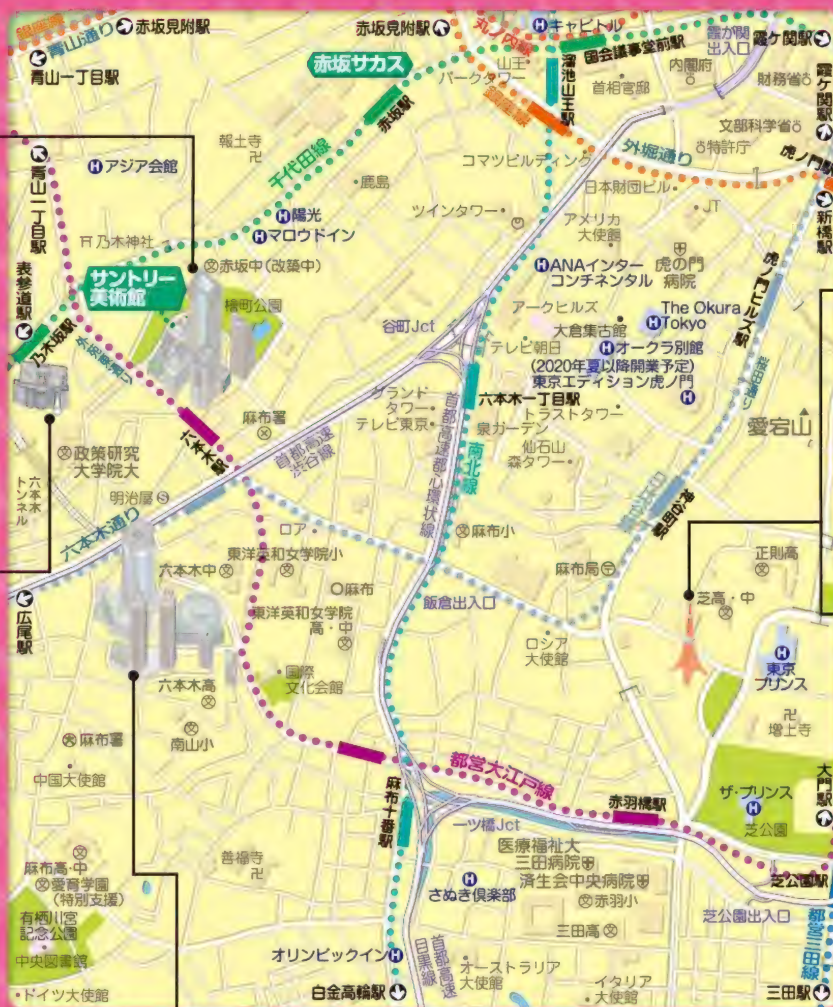 銀座線
青山通り
赤坂見附駅
青山一丁目駅
赤坂見附駅
丸ノ内線
キャピトル
山王
パークタワー
溜池山王駅
国会議事堂前駅
霞が関
出入口
霞ケ関駅
内閣府
首相官邸
財務省
霞ケ関駅
文部科学省
特許庁
赤坂サカス
赤坂駅
千代田線
報土寺
鹿島
銀座線
コマツビルディング
外堀通り
虎ノ門駅
日本財団ビル
新橋駅
JT
青山一丁目駅
アジア会館
陽光
マロウドイン
乃木神社
赤坂中(改築中)
ツインタワー
アメリカ
大使館
ANAインター
コンチネンタル
虎の門
病院
虎ノ門ヒルズ駅
表参道駅
乃木坂駅
サントリー
美術館
檜町公園
外苑東通り
谷町Jct
アークヒルズ
大倉集古館
The Okura
Tokyo
テレビ朝日
オークラ別館
(2020年夏以降開業予定)
東京エディション虎ノ門
桜田通り
愛宕山
六本木一丁目駅
グランド
タワー
テレビ東京
トラストタワー
泉ガーデン
仙石山
森タワー
南北線
首都高速都心環状線
首都高速
渋谷線
麻布署
六本木駅
政策研究
大学院大
六本木
トンネル
明治屋
六本木通り
日比谷線
神谷町駅
ロア
麻布小
東洋英和女学院小
六本木中
麻布
麻布局
正則高
芝高・中
飯倉出入口
東洋英和女学院
高・中
広尾駅
ロシア
大使館
東京
プリンス
国際
文化会館
六本木高
南山小
増上寺
麻布署
中国大使館
都営大江戸線
赤羽橋駅
大門駅
ザ・プリンス
芝公園
麻布十番駅
一ツ橋Jct
医療福祉大
三田病院
済生会中央病院
芝公園駅
善福寺
麻布高・中
愛育学園
(特別支援)
さぬき倶楽部
赤羽小
芝公園出入口
有栖川宮
記念公園
中央図書館
三田高
都営三田線
オリンピックイン
首都高速
目黒線
オーストラリア
大使館
イタリア
大使館
ドイツ大使館
白金高輪駅
三田駅